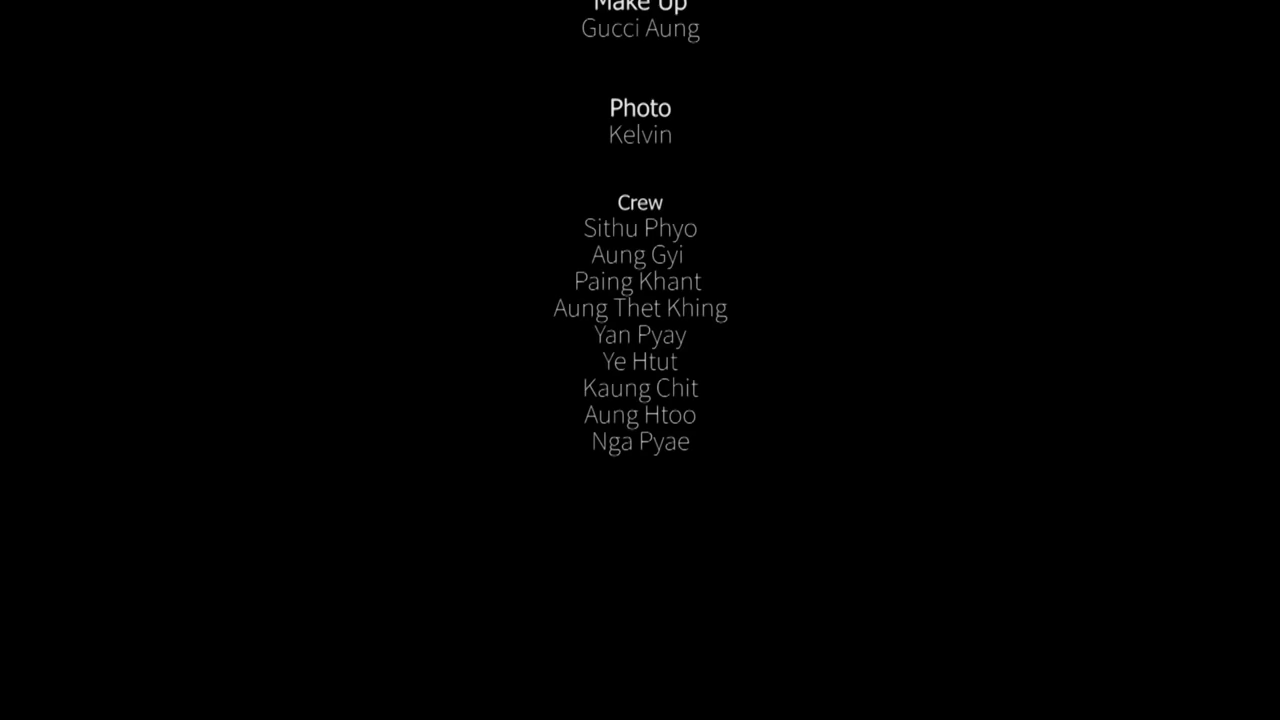 Make Up
Gucci Aung
Photo
Kelvin
Crew
Sithu Phyo
Aung Gyi
Paing Khant
Aung Thet Khing
Yan Pyay
Ye Htut
Kaung Chit
Aung Htoo
Nga Pyae